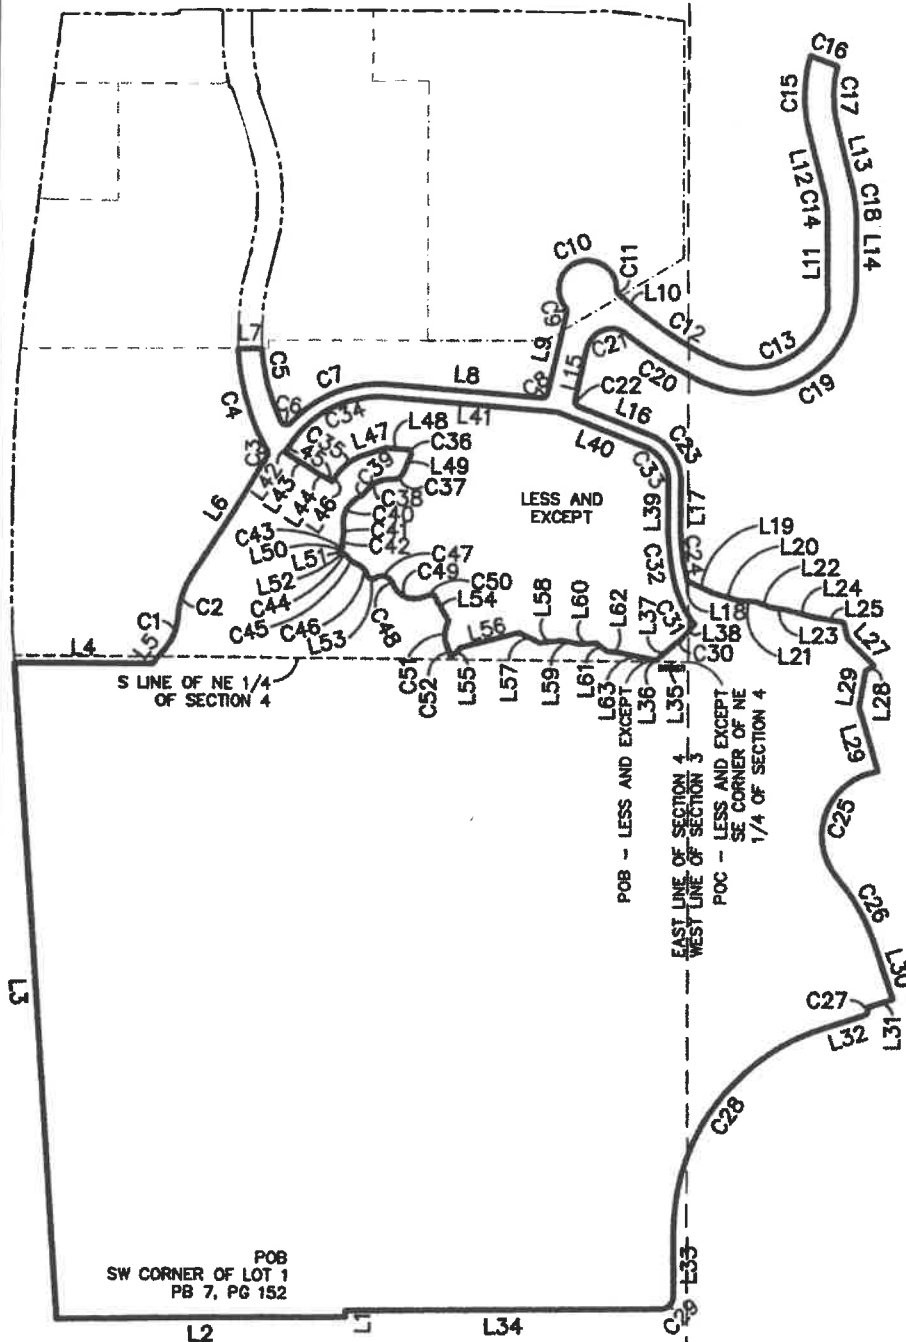 C16
C15
C17
L13
L12
C18
C14
L14
L11
C10
C11
L10
C9
C12
L7
C5
L9
C21
C13
C20
C19
C4
C6
C7
L8
C8
L15
C22
C34
L41
L16
C3
L42
L43
C35
L47
L48
C36
L40
C23
L6
L44
L46
C39
L49
C37
C33
C38
LESS AND
EXCEPT
L39
L17
C43
C40
C41
L50
L51
C42
L19
L20
L52
C47
C24
L22
C44
C49
C50
C32
L24
C45
L54
L58
L60
L62
L37
C31
L18
L25
C1
C2
C46
L53
C48
L56
L38
L21
L23
L27
L4
L5
C51
C52
L55
L57
L59
L61
L63
L36
L35
C30
L29
L28
S LINE OF NE 1/4
OF SECTION 4
L29
POB - LESS AND EXCEPT
EAST LINE OF SECTION 4
WEST LINE OF SECTION 3
POC - LESS AND EXCEPT
SE CORNER OF NE
1/4 OF SECTION 4
C25
C26
L3
L30
C27
L31
L32
C28
POB
SW CORNER OF LOT 1
PB 7, PG 152
L33
L2
L1
L34
C29